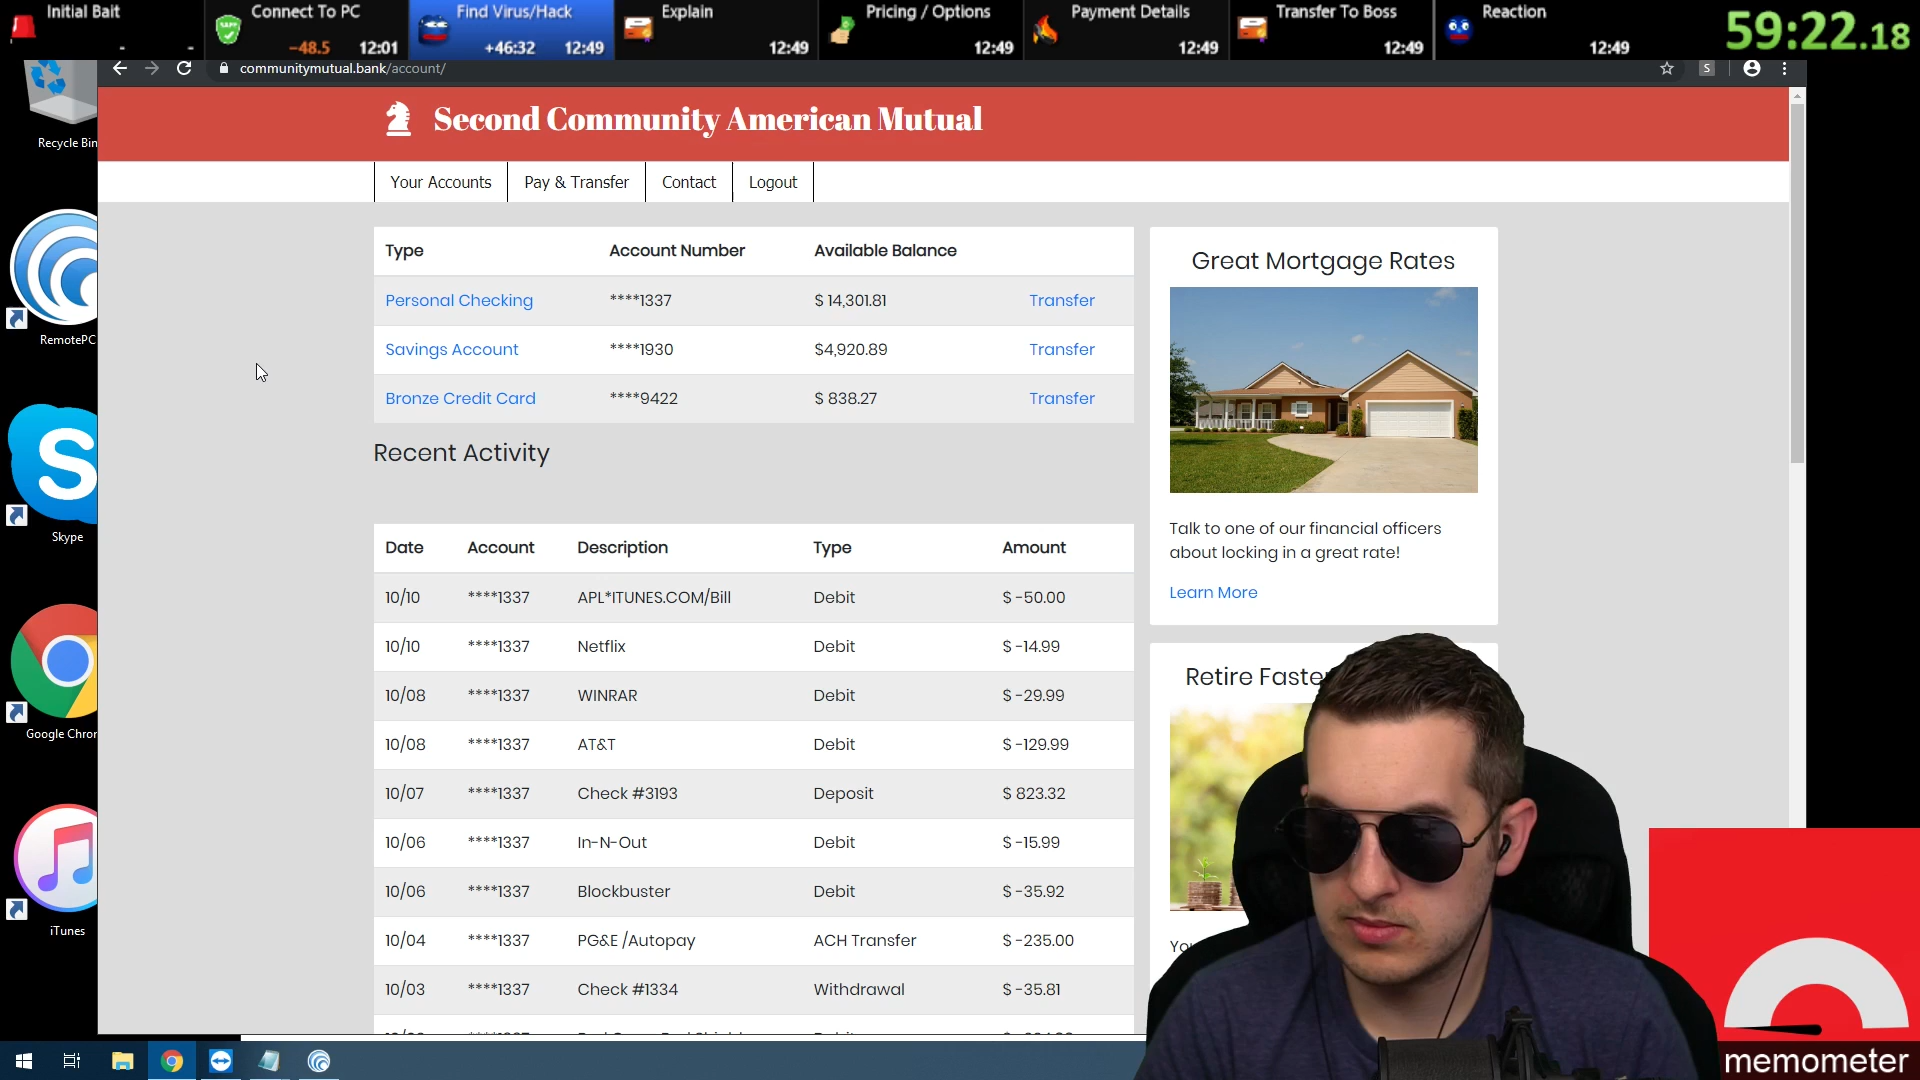 Initial Bait
- -
Connect To PC
-48.5 12:01
Find Virus/Hack
+46:32 12:49
Explain
12:49
Pricing / Options
12:49
Payment Details
12:49
Transfer To Boss
12:49
Reaction
12:49
59:22.18
communitymutual.bank/account/
S
Second Community American Mutual
Your Accounts Pay & Transfer Contact Logout
Type Account Number Available Balance
Personal Checking ****1337 $ 14,301.81 Transfer
Savings Account ****1930 $4,920.89 Transfer
Bronze Credit Card ****9422 $ 838.27 Transfer
Recent Activity
Date Account Description Type Amount
10/10 ****1337 APL*ITUNES.COM/Bill Debit $ -50.00
10/10 ****1337 Netflix Debit $ -14.99
10/08 ****1337 WINRAR Debit $ -29.99
10/08 ****1337 AT&T Debit $ -129.99
10/07 ****1337 Check #3193 Deposit $ 823.32
10/06 ****1337 In-N-Out Debit $ -15.99
10/06 ****1337 Blockbuster Debit $ -35.92
10/04 ****1337 PG&E /Autopay ACH Transfer $ -235.00
10/03 ****1337 Check #1334 Withdrawal $ -35.81
Great Mortgage Rates
Talk to one of our financial officers
about locking in a great rate!
Learn More
Retire Faster
Recycle Bin
RemotePC
Skype
Google Chrom
iTunes
memometer